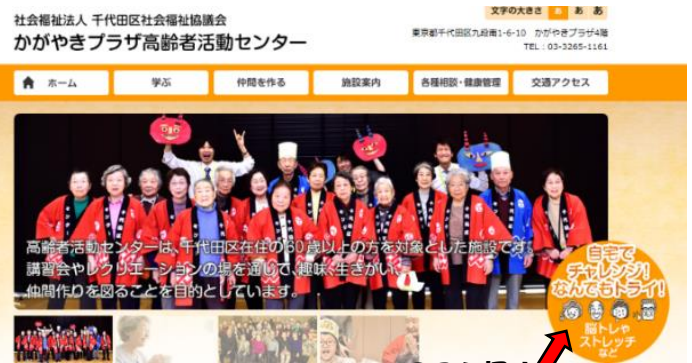 社会福祉法人 千代田区社会福祉協議会
かがやきプラザ高齢者活動センター
文字の大きさ あ あ あ
東京都千代田区九段南1-6-10 かがやきプラザ4階
TEL：03-3265-1161
ホーム 学ぶ 仲間を作る 施設案内 各種相談・健康管理 交通アクセス
高齢者活動センターは、千代田区在住の60歳以上の方を対象とした施設です。
講習会やレクリエーションの場を通じて、趣味、生きがい、
仲間作りを図ることを目的としています。
自宅で
チャレンジ!
なんでもトライ!
脳トレや
ストレッチ
など